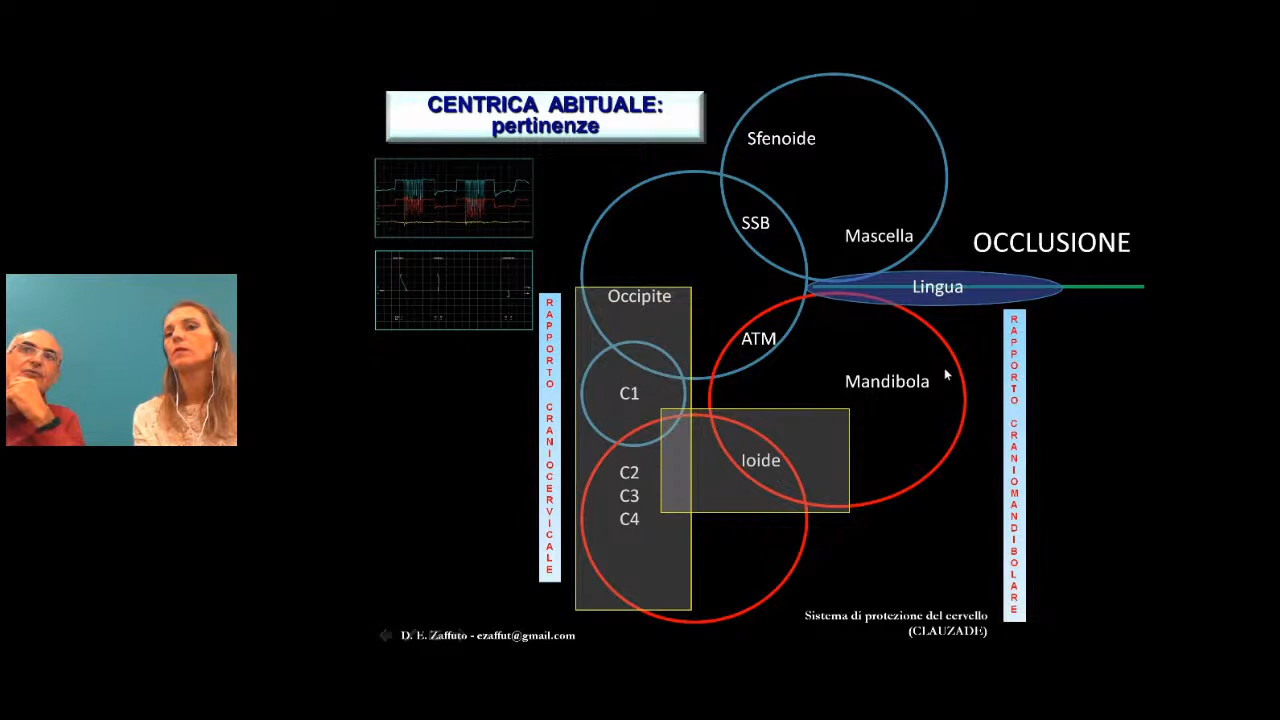 CENTRICA ABITUALE:
pertinenze
Sfenoide
SSB
Mascella
OCCLUSIONE
Lingua
Occipite
ATM
Mandibola
C1
Ioide
C2
C3
C4
RAPPORTO CRANIOCERVICALE
RAPPORTO CRANIOMANDIBOLARE
Sistema di protezione del cervello
(CLAUZADE)
D. E. Zaffuto - ezaffut@gmail.com